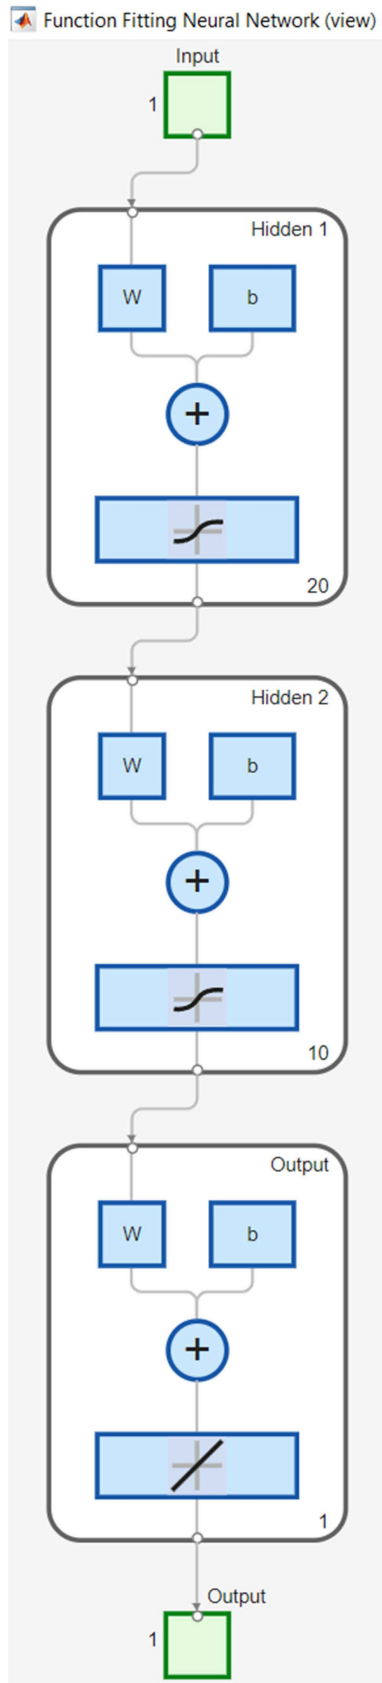 Function Fitting Neural Network (view)
Input
1
Hidden 1
W b
+
20
Hidden 2
W b
+
10
Output
W b
+
1
Output
1